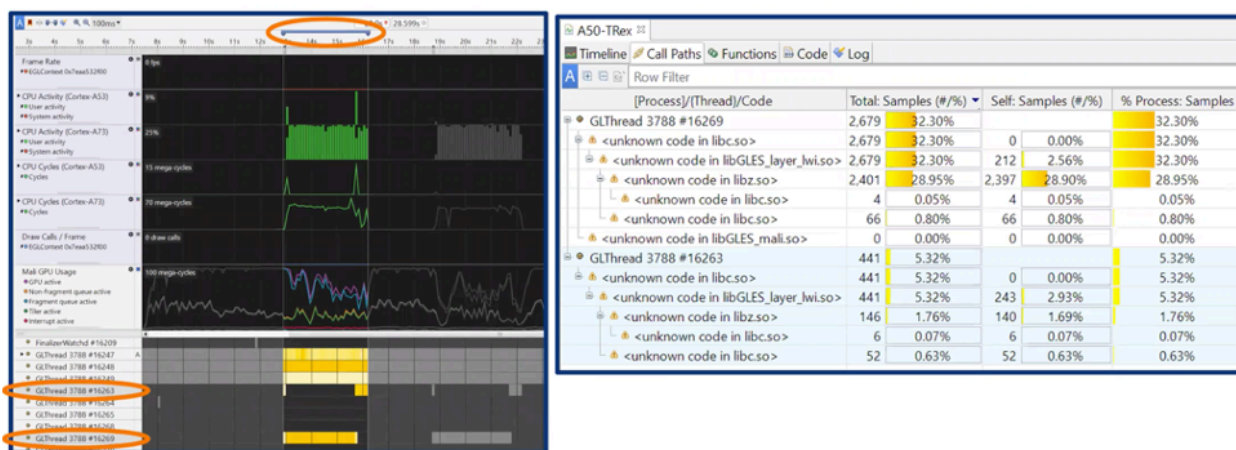 A 100ms
28.599s
3s 4s 5s 6s 7s 8s 9s 10s 11s 12s 13s 14s 15s 16s 17s 18s 19s 20s 21s 22s
Frame Rate
0 fps
CPU Activity (Cortex-A53)
9%
User activity
System activity
CPU Activity (Cortex-A73)
25%
User activity
System activity
CPU Cycles (Cortex-A53)
15 mega-cycles
Cycles
CPU Cycles (Cortex-A73)
70 mega-cycles
Cycles
Draw Calls / Frame
0 draw calls
Mali GPU Usage
100 mega-cycles
GPU active
Non-fragment queue active
Fragment queue active
Tiler active
Interrupt active
FinalizerWatchd #16209
GLThread 3788 #16247 A
GLThread 3788 #16248
GLThread 3788 #16249
GLThread 3788 #16263
GLThread 3788 #16264
GLThread 3788 #16265
GLThread 3788 #16268
GLThread 3788 #16269
A50-TRex
Timeline Call Paths Functions Code Log
A Row Filter
[Process]/{Thread}/Code Total: Samples (#/%) Self: Samples (#/%) % Process: Samples
GLThread 3788 #16269 2,679 32.30% 32.30%
<unknown code in libc.so> 2,679 32.30% 0 0.00% 32.30%
<unknown code in libGLES_layer_lwi.so> 2,679 32.30% 212 2.56% 32.30%
<unknown code in libz.so> 2,401 28.95% 2,397 28.90% 28.95%
<unknown code in libc.so> 4 0.05% 4 0.05% 0.05%
<unknown code in libc.so> 66 0.80% 66 0.80% 0.80%
<unknown code in libGLES_mali.so> 0 0.00% 0 0.00% 0.00%
GLThread 3788 #16263 441 5.32% 5.32%
<unknown code in libc.so> 441 5.32% 0 0.00% 5.32%
<unknown code in libGLES_layer_lwi.so> 441 5.32% 243 2.93% 5.32%
<unknown code in libz.so> 146 1.76% 140 1.69% 1.76%
<unknown code in libc.so> 6 0.07% 6 0.07% 0.07%
<unknown code in libc.so> 52 0.63% 52 0.63% 0.63%